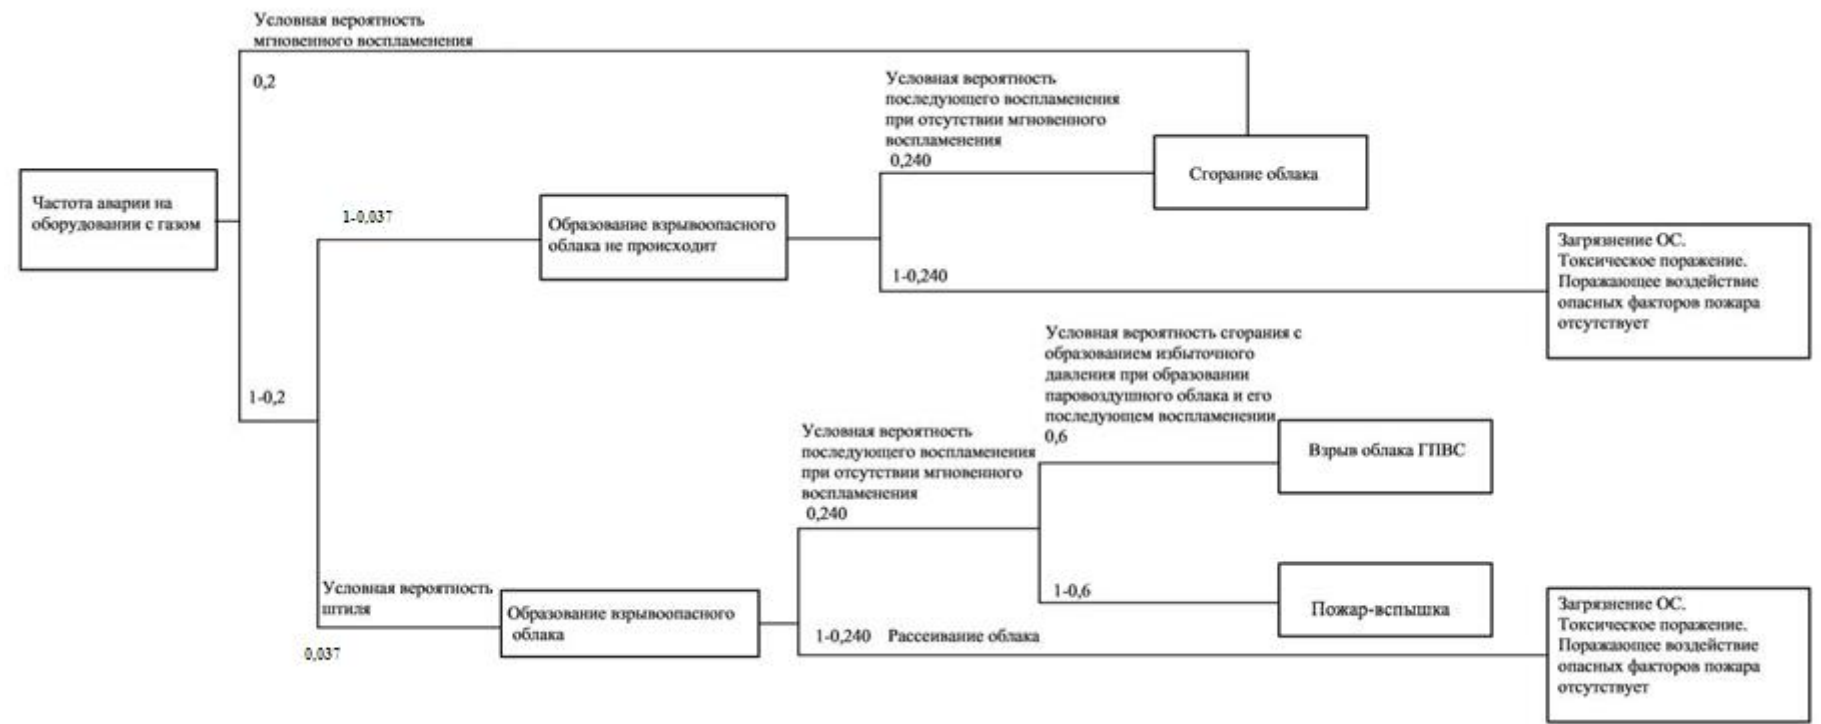 Условная вероятность
мгновенного воспламенения
0,2
Условная вероятность
последующего воспламенения
при отсутствии мгновенного
воспламенения
0,240
Сгорание облака
Частота аварии на
оборудовании с газом
1-0,037
Образование взрывоопасного
облака не происходит
1-0,240
Загрязнение ОС.
Токсическое поражение.
Поражающее воздействие
опасных факторов пожара
отсутствует
1-0,2
Условная вероятность сгорания с
образованием избыточного
давления при образовании
паровоздушного облака и его
последующем воспламенении
0,6
Взрыв облака ГПВС
Условная вероятность
последующего воспламенения
при отсутствии мгновенного
воспламенения
0,240
1-0,6
Пожар-вспышка
Условная вероятность
штиля
0,037
Образование взрывоопасного
облака
1-0,240 Рассеивание облака
Загрязнение ОС.
Токсическое поражение.
Поражающее воздействие
опасных факторов пожара
отсутствует